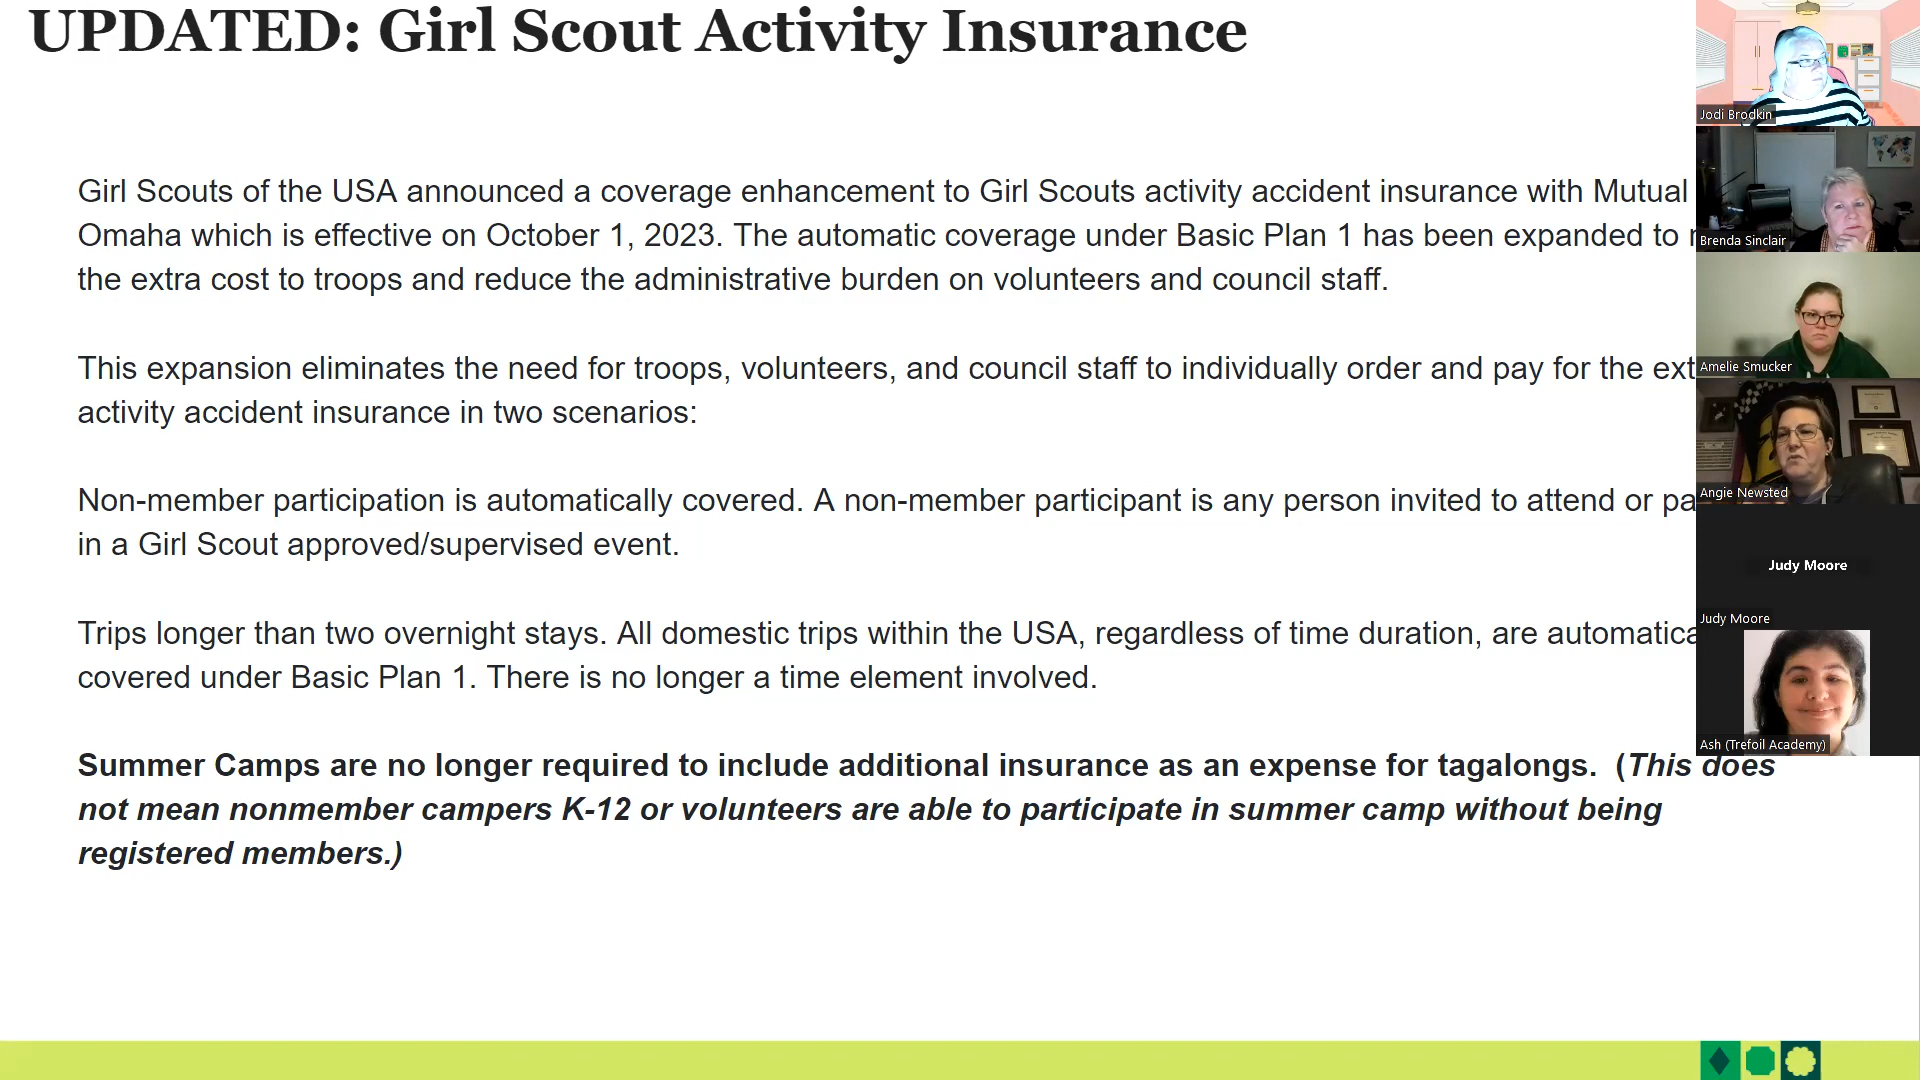 UPDATED: Girl Scout Activity Insurance
Girl Scouts of the USA announced a coverage enhancement to Girl Scouts activity accident insurance with Mutual
Omaha which is effective on October 1, 2023. The automatic coverage under Basic Plan 1 has been expanded to
the extra cost to troops and reduce the administrative burden on volunteers and council staff.
This expansion eliminates the need for troops, volunteers, and council staff to individually order and pay for the
activity accident insurance in two scenarios:
Non-member participation is automatically covered. A non-member participant is any person invited to attend or
in a Girl Scout approved/supervised event.
Trips longer than two overnight stays. All domestic trips within the USA, regardless of time duration, are
covered under Basic Plan 1. There is no longer a time element involved.
Summer Camps are no longer required to include additional insurance as an expense for tagalongs. (This does
not mean nonmember campers K-12 or volunteers are able to participate in summer camp without being
registered members.)
Jodi Brodkin
Brenda Sinclair
Amelie Smucker
Angie Newsted
Judy Moore
Judy Moore
Ash (Trefoil Academy)